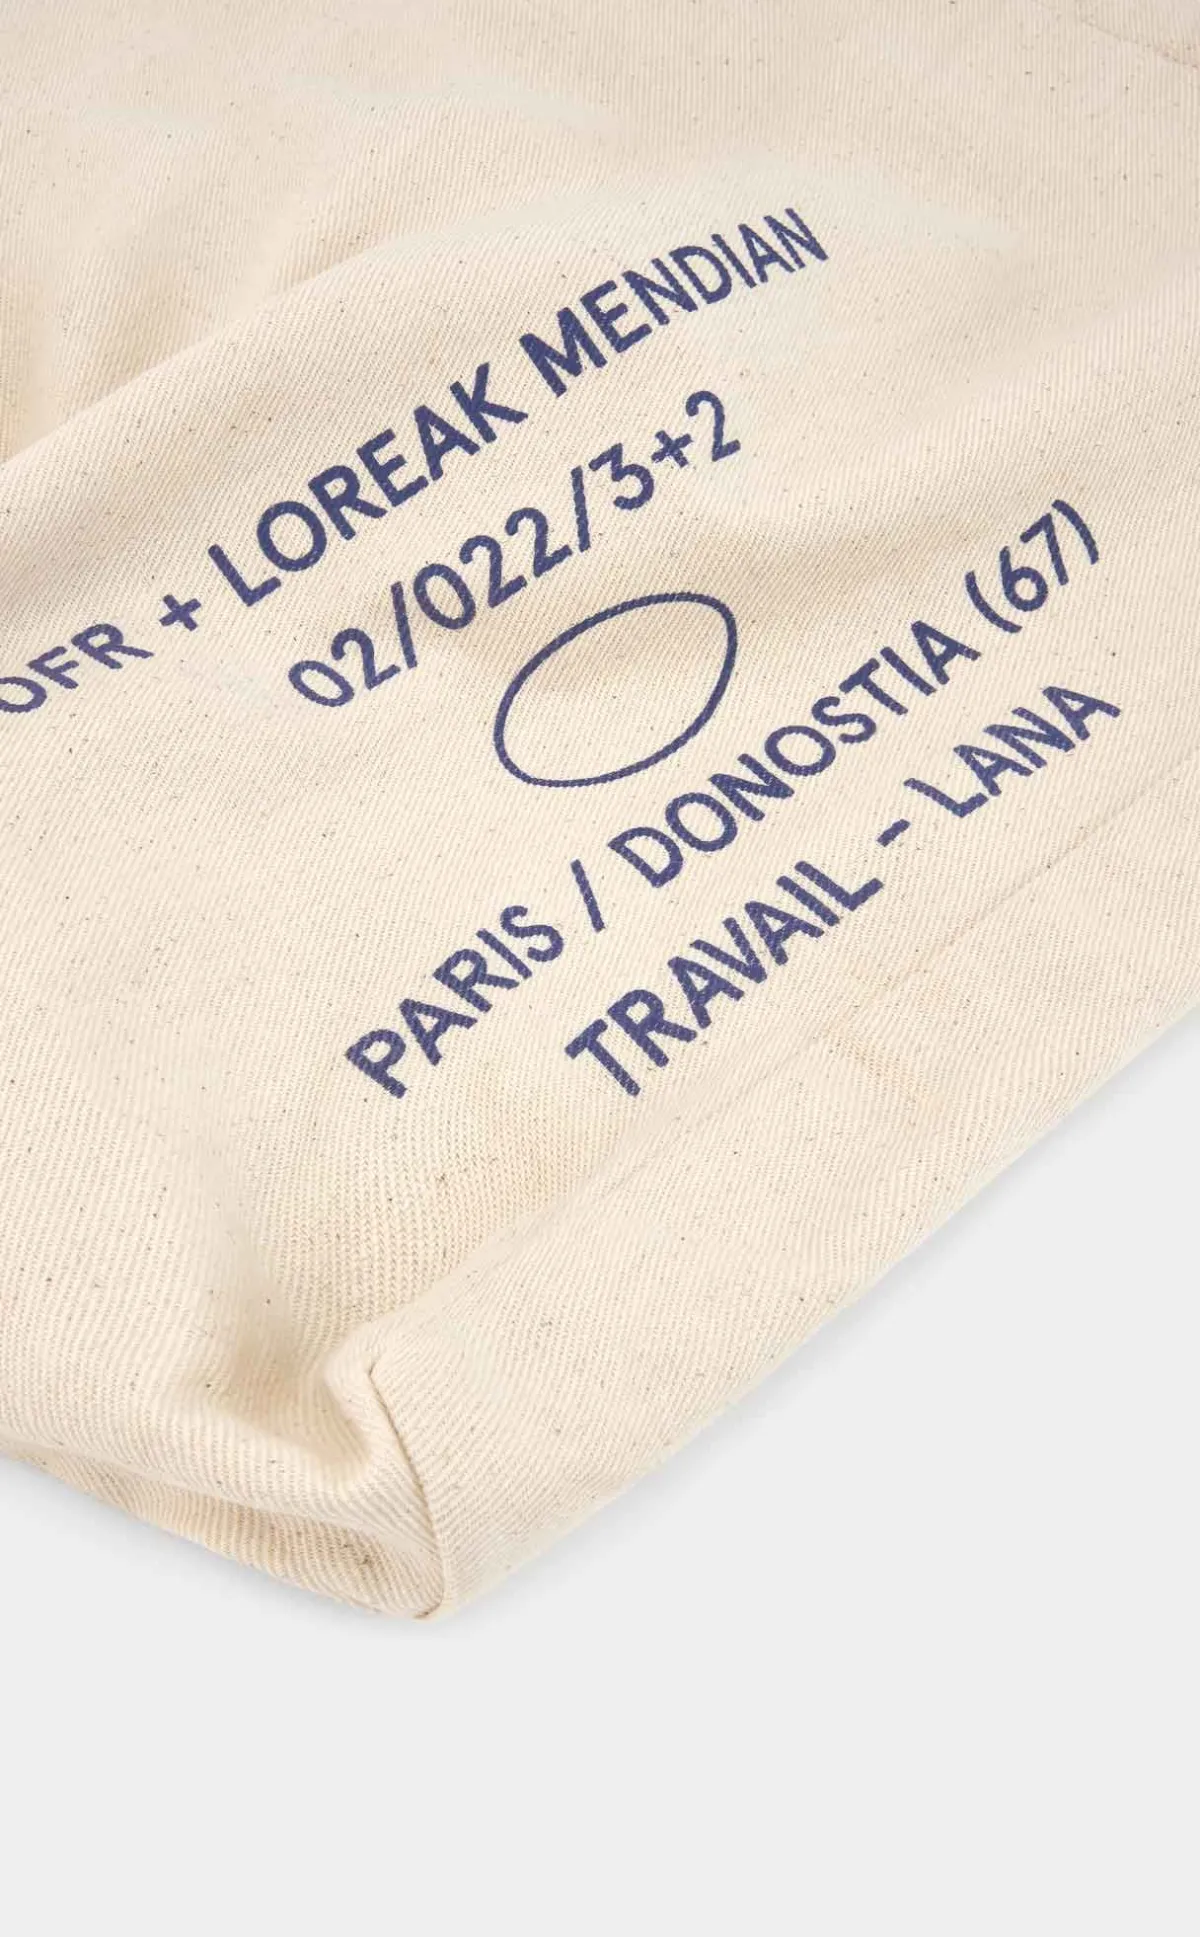 OFR + LOREAK MENDIAN
02/022/3+2
PARIS / DONOSTIA (67)
TRAVAIL - LANA